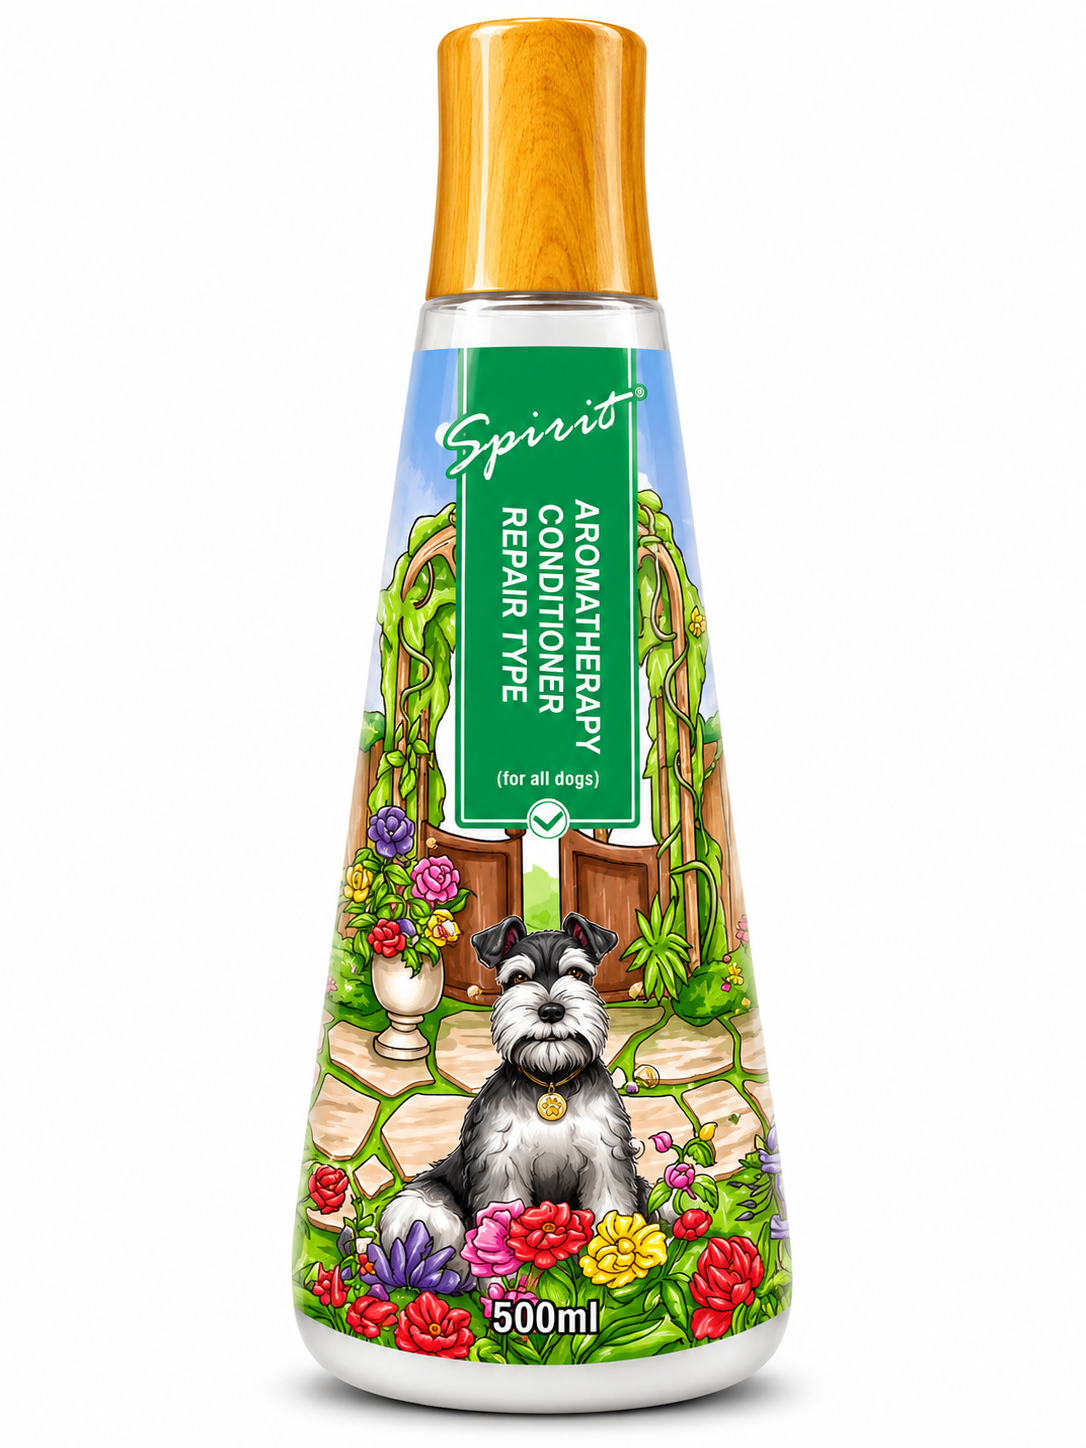 Spirit®
AROMATHERAPY
CONDITIONER
REPAIR TYPE
(for all dogs)
500ml